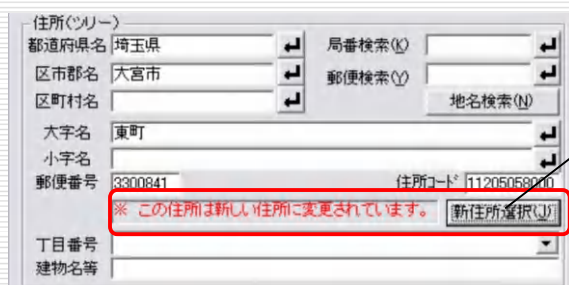 住所(ツリー)
都道府県名 埼玉県 局番検索(K)
区市郡名 大宮市 郵便検索(Y)
区町村名 地名検索(N)
大字名 東町
小字名
郵便番号 3300841 住所コード 11205058000
※ この住所は新しい住所に変更されています。 新住所選択(J)
丁目番号
建物名等